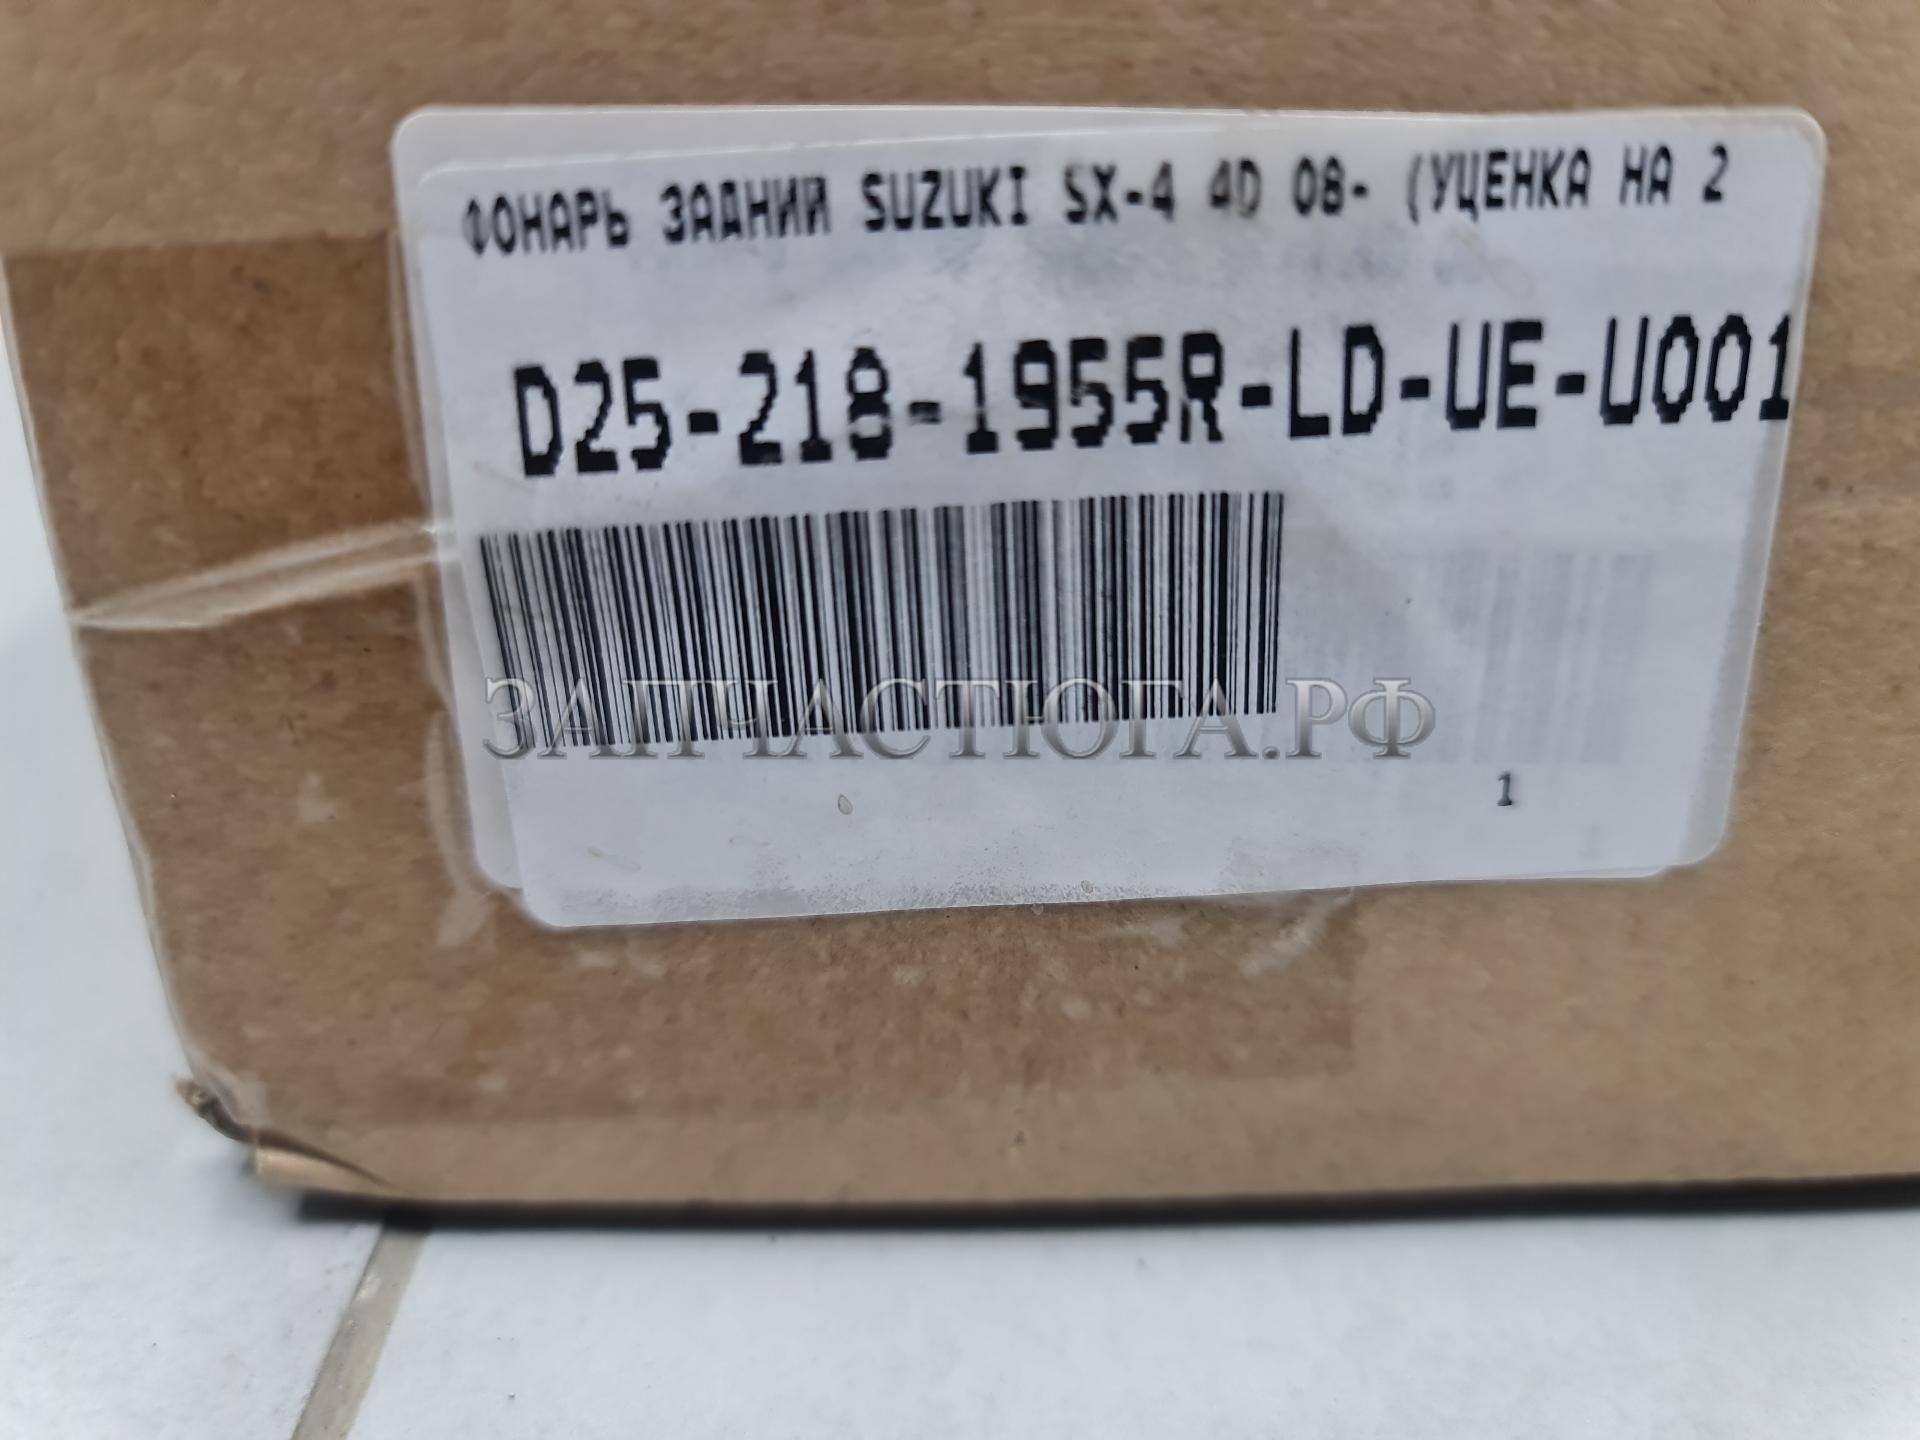 ФОНАРЬ ЗАДНИЙ SUZUKI SX-4 4D 08- (УЦЕНКА НА 2
D25-218-1955R-LD-UE-U001
ЗАПЧАСТЮГА.РФ
1